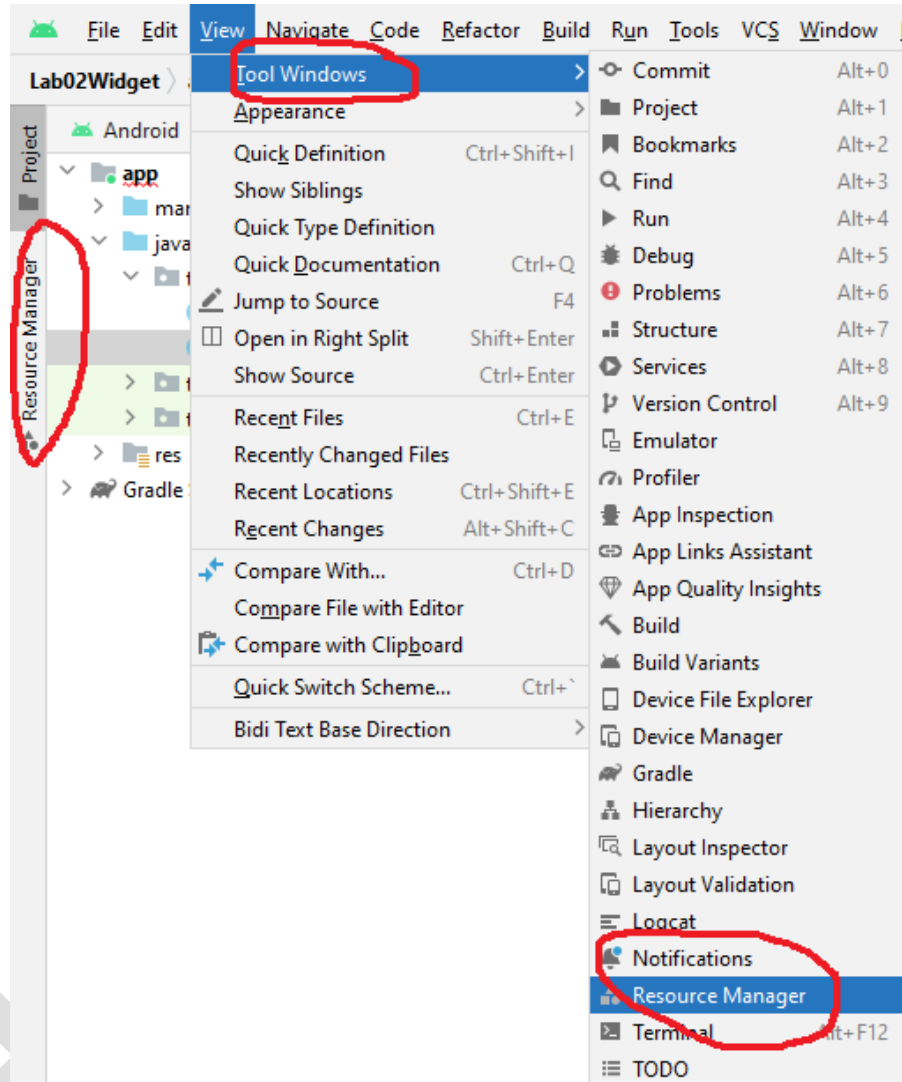 File Edit View Navigate Code Refactor Build Run Tools VCS Window
Lab02Widget
Project
Resource Manager
Android
app
java
res
Gradle
Tool Windows
Appearance
Quick Definition Ctrl+Shift+I
Show Siblings
Quick Type Definition
Quick Documentation Ctrl+Q
Jump to Source F4
Open in Right Split Shift+Enter
Show Source Ctrl+Enter
Recent Files Ctrl+E
Recently Changed Files
Recent Locations Ctrl+Shift+E
Recent Changes Alt+Shift+C
Compare With... Ctrl+D
Compare File with Editor
Compare with Clipboard
Quick Switch Scheme... Ctrl+`
Bidi Text Base Direction
Commit Alt+0
Project Alt+1
Bookmarks Alt+2
Find Alt+3
Run Alt+4
Debug Alt+5
Problems Alt+6
Structure Alt+7
Services Alt+8
Version Control Alt+9
Emulator
Profiler
App Inspection
App Links Assistant
App Quality Insights
Build
Build Variants
Device File Explorer
Device Manager
Gradle
Hierarchy
Layout Inspector
Layout Validation
Logcat
Notifications
Resource Manager
Terminal Alt+F12
TODO